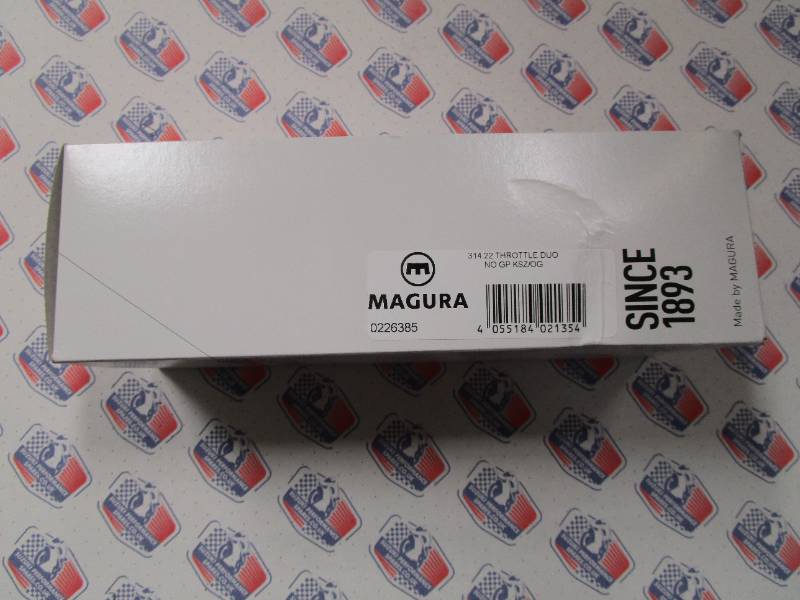 314.22 THROTTLE DUO
NO GP KSZ/OG
MAGURA
0226385
4 055184 021354
SINCE
1893
Made by MAGURA